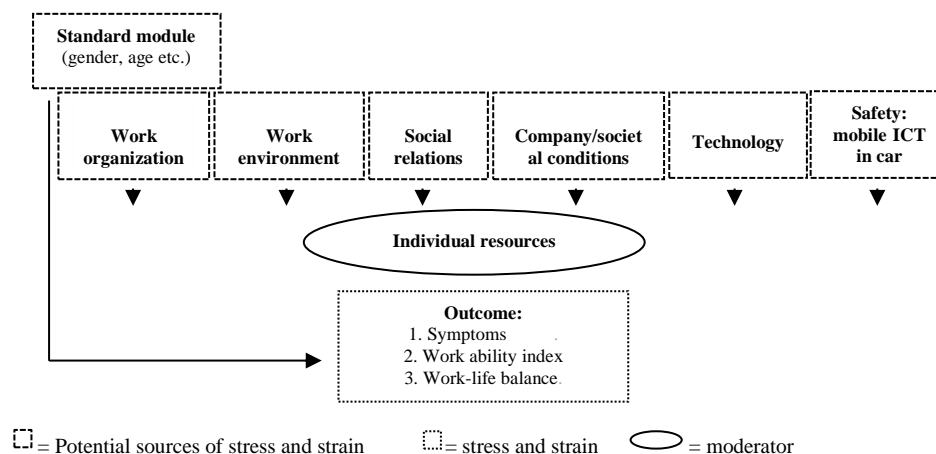 Standard module
(gender, age etc.)
Work
organization
Work
environment
Social
relations
Company/societ
al conditions
Technology
Safety:
mobile ICT
in car
Individual resources
Outcome:
1. Symptoms
2. Work ability index
3. Work-life balance.
= Potential sources of stress and strain
= stress and strain
= moderator